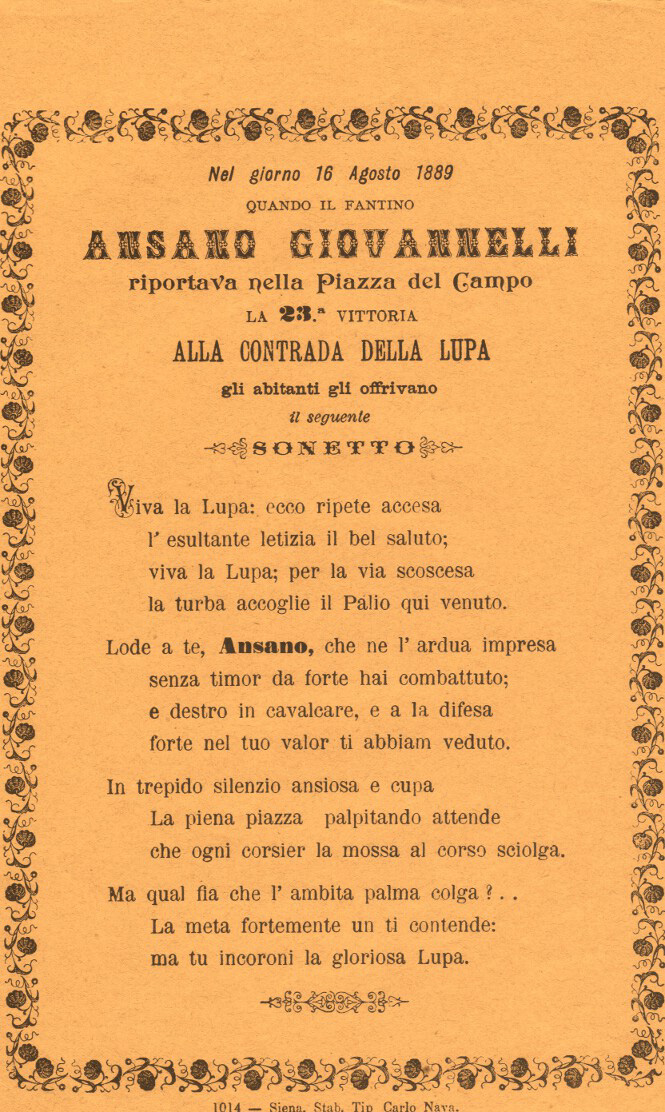 Nel giorno 16 Agosto 1889
QUANDO IL FANTINO
ANSANO GIOVANNELLI
riportava nella Piazza del Campo
LA 23.ª VITTORIA
ALLA CONTRADA DELLA LUPA
gli abitanti gli offrivano
il seguente
SONETTO
Viva la Lupa: ecco ripete accesa
l' esultante letizia il bel saluto;
viva la Lupa; per la via scoscesa
la turba accoglie il Palio qui venuto.
Lode a te, Ansano, che ne l' ardua impresa
senza timor da forte hai combattuto;
e destro in cavalcare, e a la difesa
forte nel tuo valor ti abbiam veduto.
In trepido silenzio ansiosa e cupa
La piena piazza palpitando attende
che ogni corsier la mossa al corso sciolga.
Ma qual fia che l' ambita palma colga ? . .
La meta fortemente un ti contende:
ma tu incoroni la gloriosa Lupa.
1014 — Siena, Stab. Tip Carlo Nava.